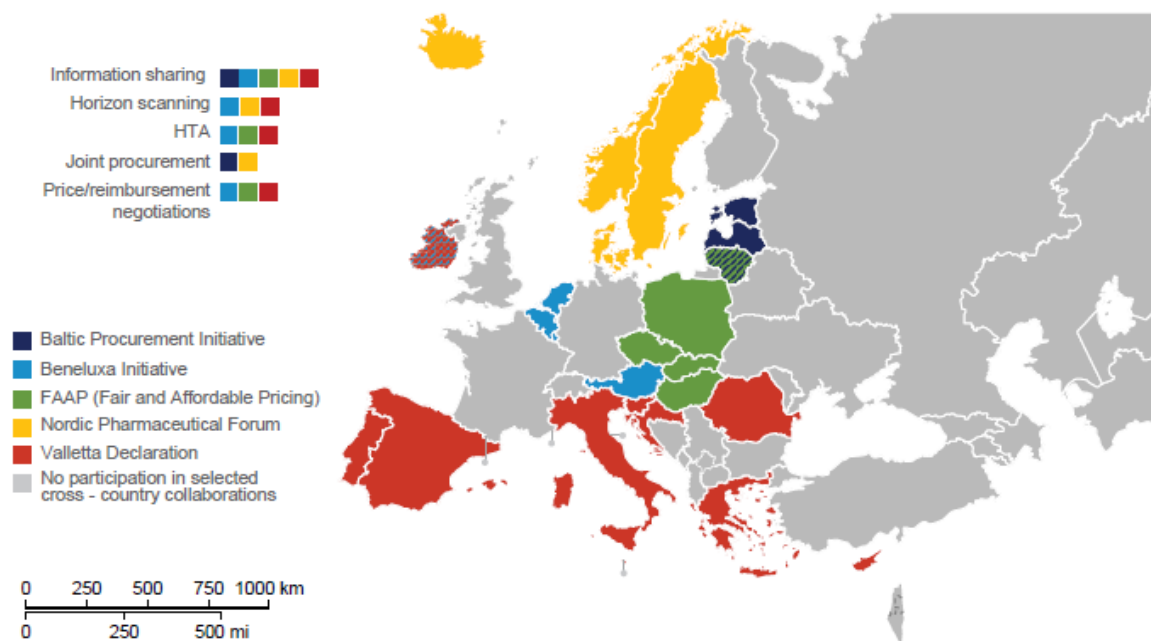 Information sharing
Horizon scanning
HTA
Joint procurement
Price/reimbursement
negotiations
Baltic Procurement Initiative
Beneluxa Initiative
FAAP (Fair and Affordable Pricing)
Nordic Pharmaceutical Forum
Valletta Declaration
No participation in selected
cross - country collaborations
0 250 500 750 1000 km
0 250 500 mi